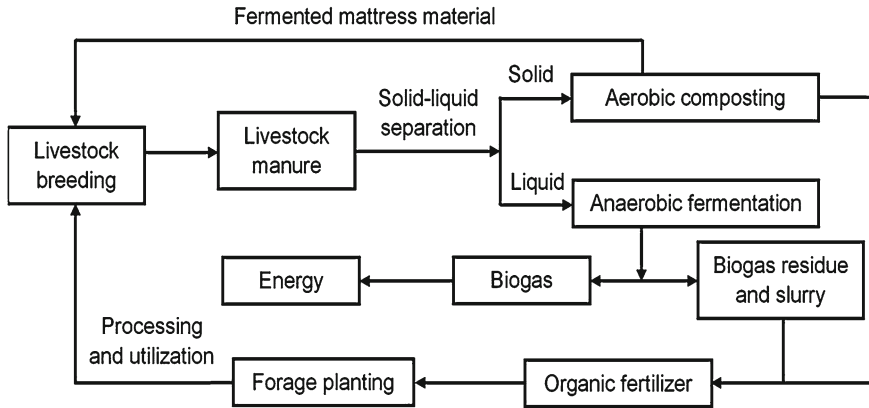 Fermented mattress material
Solid
Aerobic composting
Solid-liquid
separation
Livestock
breeding
Livestock
manure
Liquid
Anaerobic fermentation
Energy
Biogas
Biogas residue
and slurry
Processing
and utilization
Forage planting
Organic fertilizer